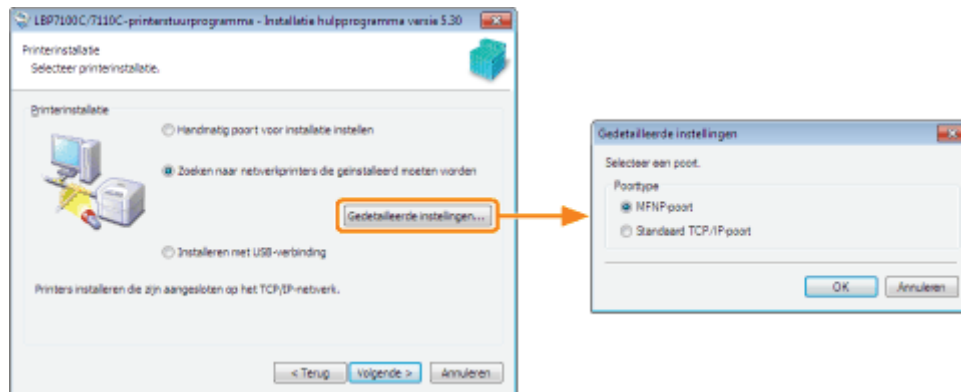 LBP7100C/7110C-printerstuurprogramma - Installatie hulpprogramma versie 5.30
Printerinstallatie
Selecteer printerinstallatie.
Printerinstallatie
Handmatig poort voor installatie instellen
Zoeken naar netwerkprinters die geïnstalleerd moeten worden
Gedetailleerde instellingen...
Installeren met USB-verbinding
Printers installeren die zijn aangesloten op het TCP/IP-netwerk.
< Terug
Volgende >
Annuleren
Gedetailleerde instellingen
Selecteer een poort.
Poorttype
MFNP-poort
Standaard TCP/IP-poort
OK
Annuleren